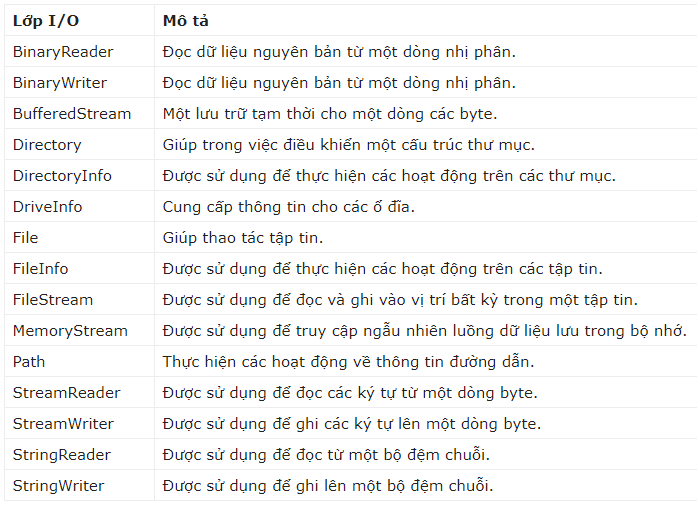 Lớp I/O Mô tả
BinaryReader Đọc dữ liệu nguyên bản từ một dòng nhị phân.
BinaryWriter Đọc dữ liệu nguyên bản từ một dòng nhị phân.
BufferedStream Một lưu trữ tạm thời cho một dòng các byte.
Directory Giúp trong việc điều khiển một cấu trúc thư mục.
DirectoryInfo Được sử dụng để thực hiện các hoạt động trên các thư mục.
DriveInfo Cung cấp thông tin cho các ổ đĩa.
File Giúp thao tác tập tin.
FileInfo Được sử dụng để thực hiện các hoạt động trên các tập tin.
FileStream Được sử dụng để đọc và ghi vào vị trí bất kỳ trong một tập tin.
MemoryStream Được sử dụng để truy cập ngẫu nhiên luồng dữ liệu lưu trong bộ nhớ.
Path Thực hiện các hoạt động về thông tin đường dẫn.
StreamReader Được sử dụng để đọc các ký tự từ một dòng byte.
StreamWriter Được sử dụng để ghi các ký tự lên một dòng byte.
StringReader Được sử dụng để đọc từ một bộ đệm chuỗi.
StringWriter Được sử dụng để ghi lên một bộ đệm chuỗi.